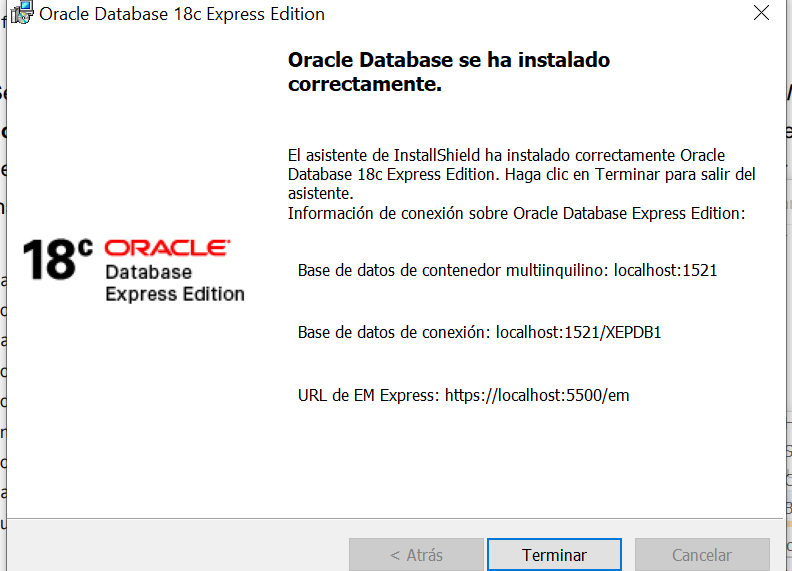 Oracle Database 18c Express Edition
Oracle Database se ha instalado
correctamente.
El asistente de InstallShield ha instalado correctamente Oracle
Database 18c Express Edition. Haga clic en Terminar para salir del
asistente.
Información de conexión sobre Oracle Database Express Edition:
18c ORACLE
Database
Express Edition
Base de datos de contenedor multiinquilino: localhost:1521
Base de datos de conexión: localhost:1521/XEPDB1
URL de EM Express: https://localhost:5500/em
< Atrás
Terminar
Cancelar